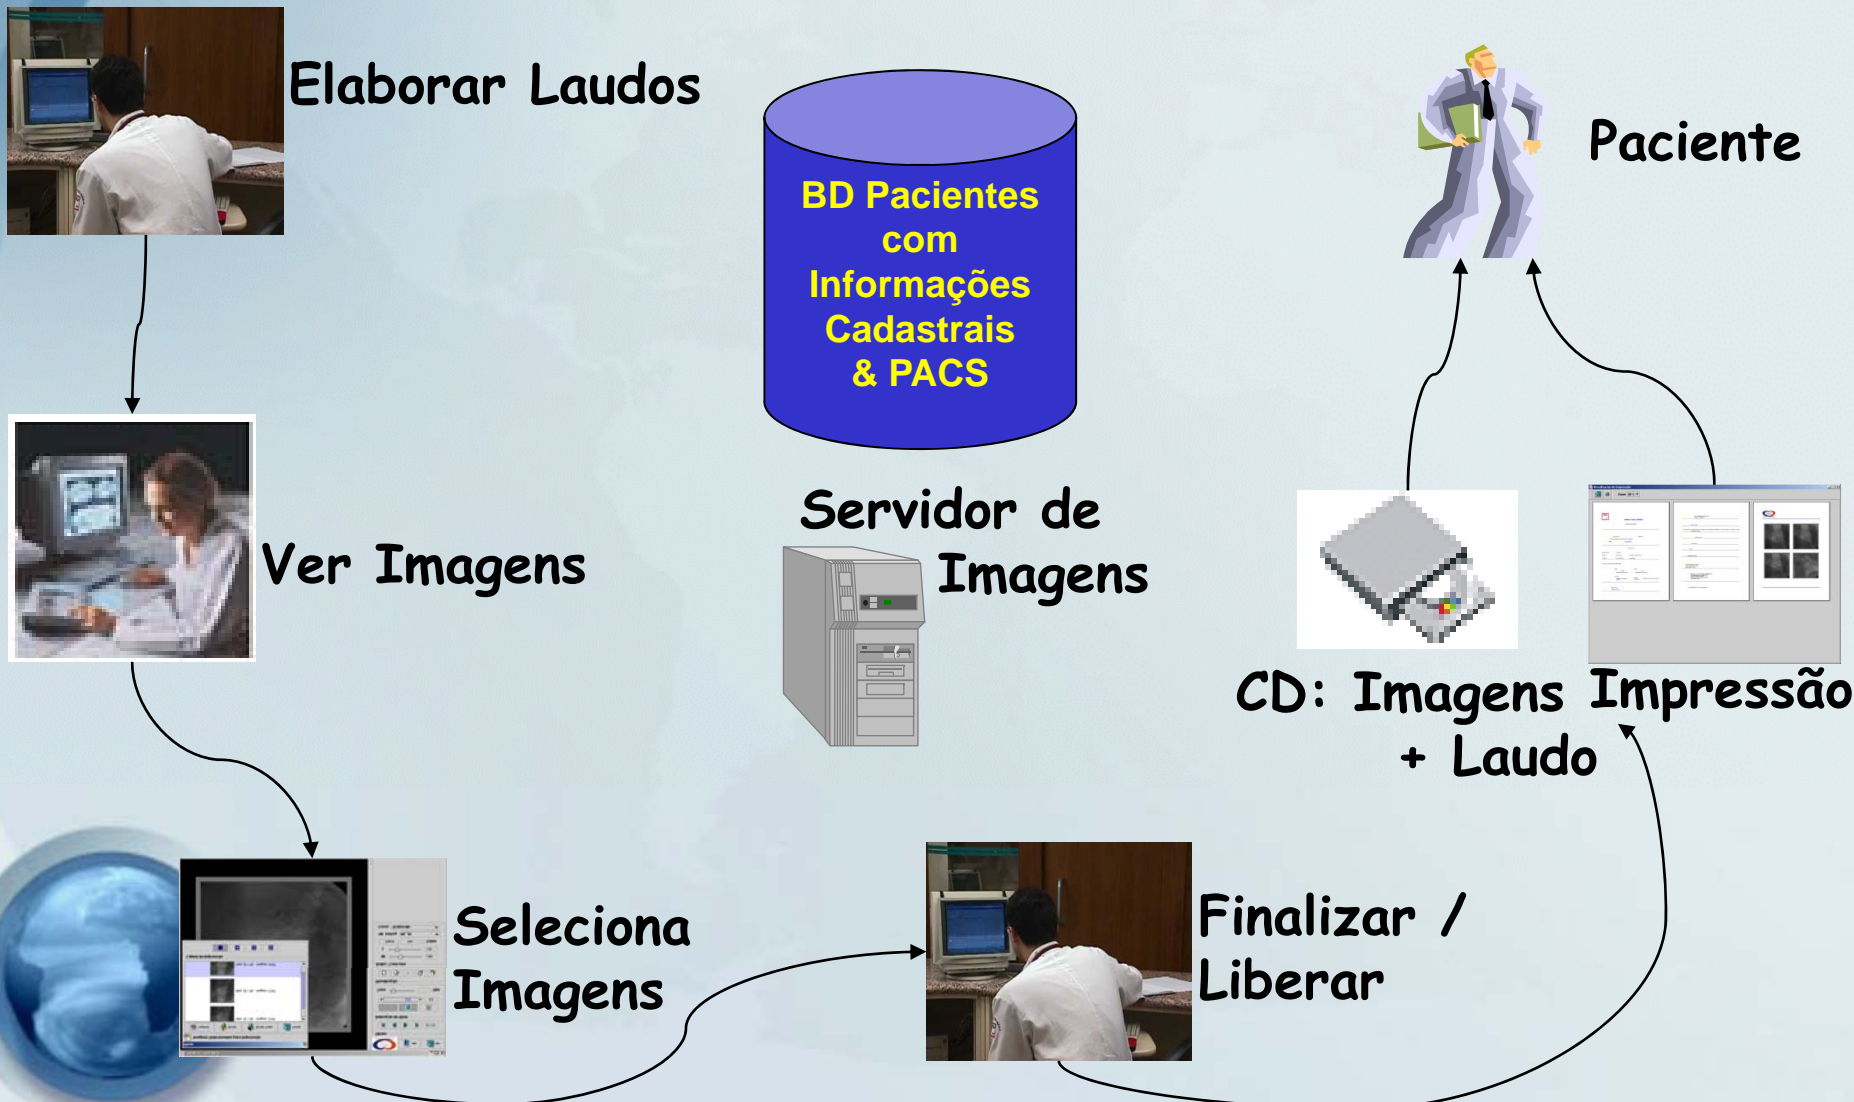 Elaborar Laudos
BD Pacientes
com
Informações
Cadastrais
& PACS
Paciente
Ver Imagens
Servidor de
Imagens
CD: Imagens
+ Laudo
Impressão
Seleciona
Imagens
Finalizar /
Liberar